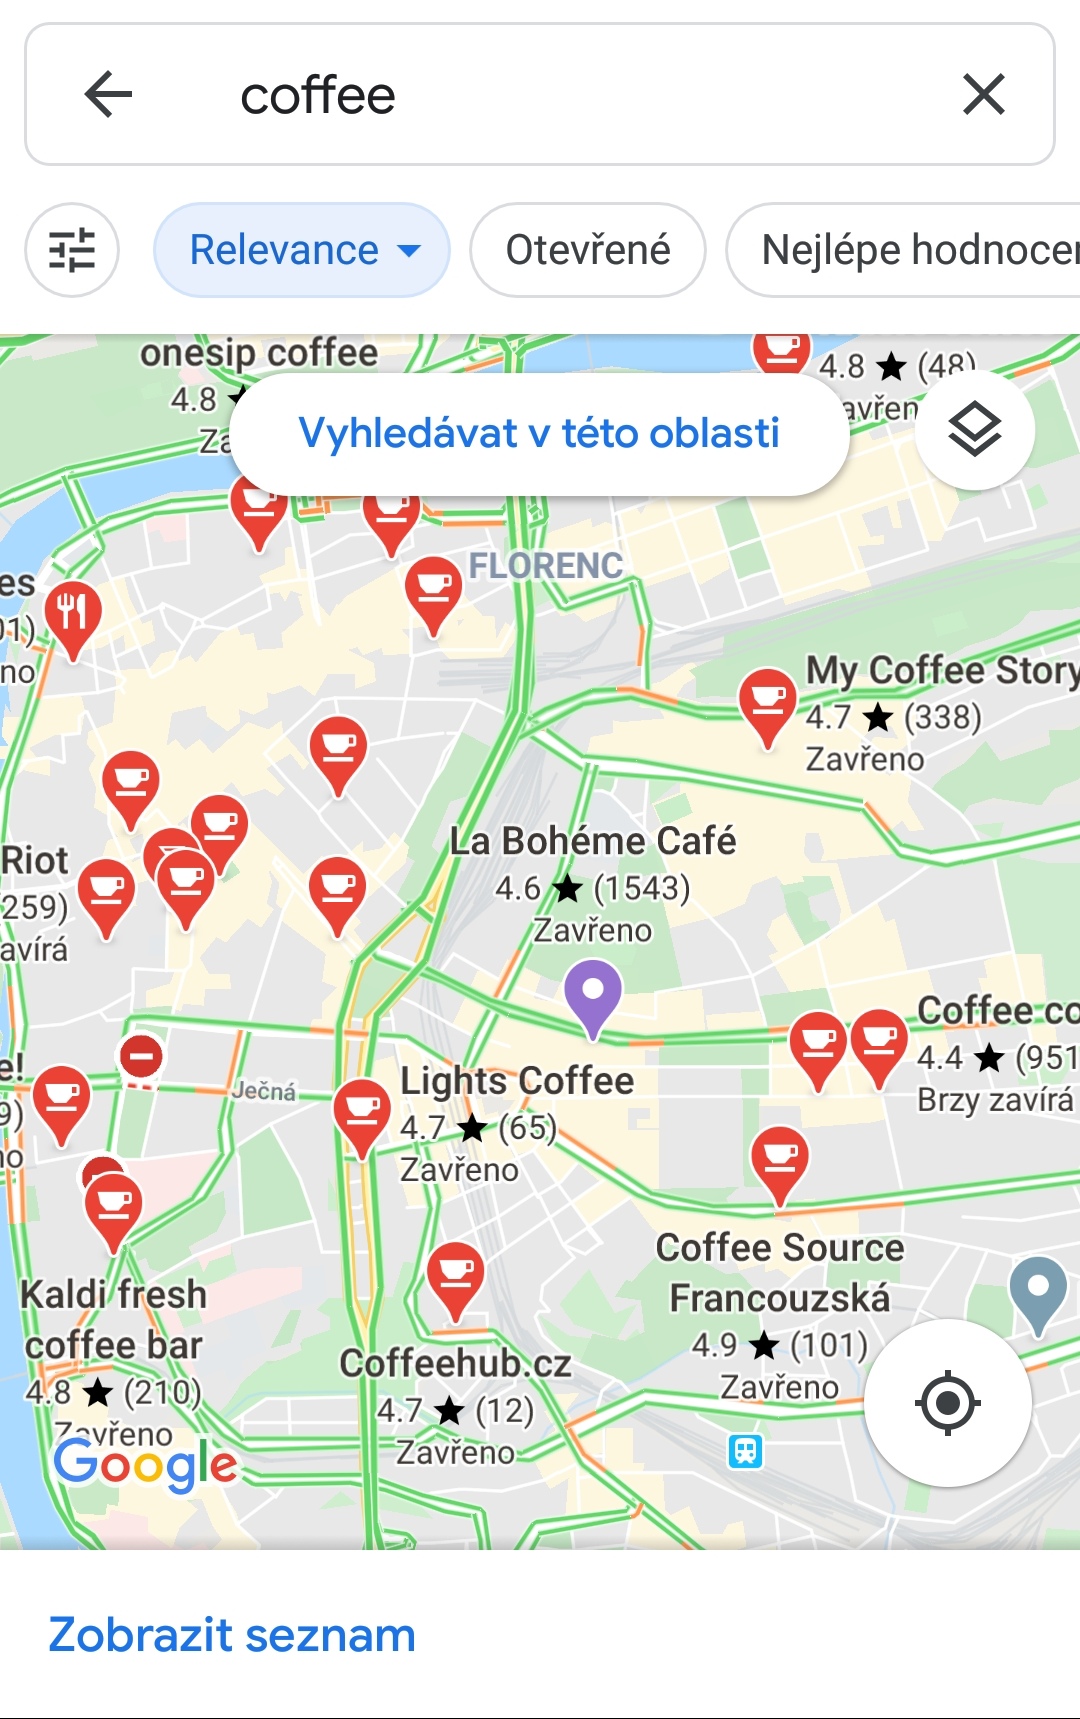 coffee
Relevance
Otevřené
Nejlépe hodnocen
onesip coffee
4.8
Za
4.8 ★ (48)
avřen
Vyhledávat v této oblasti
FLORENC
es
01)
no
My Coffee Story
4.7 ★ (338)
Zavřeno
La Bohéme Café
4.6 ★ (1543)
Zavřeno
Riot
259)
avírá
Coffee co
4.4 ★ (951
Brzy zavírá
e!
9)
no
Ječná
Lights Coffee
4.7 ★ (65)
Zavřeno
Kaldi fresh
coffee bar
4.8 ★ (210)
Zavřeno
Coffee Source
Francouzská
4.9 ★ (101)
Zavřeno
Coffeehub.cz
4.7 ★ (12)
Zavřeno
Google
Zobrazit seznam